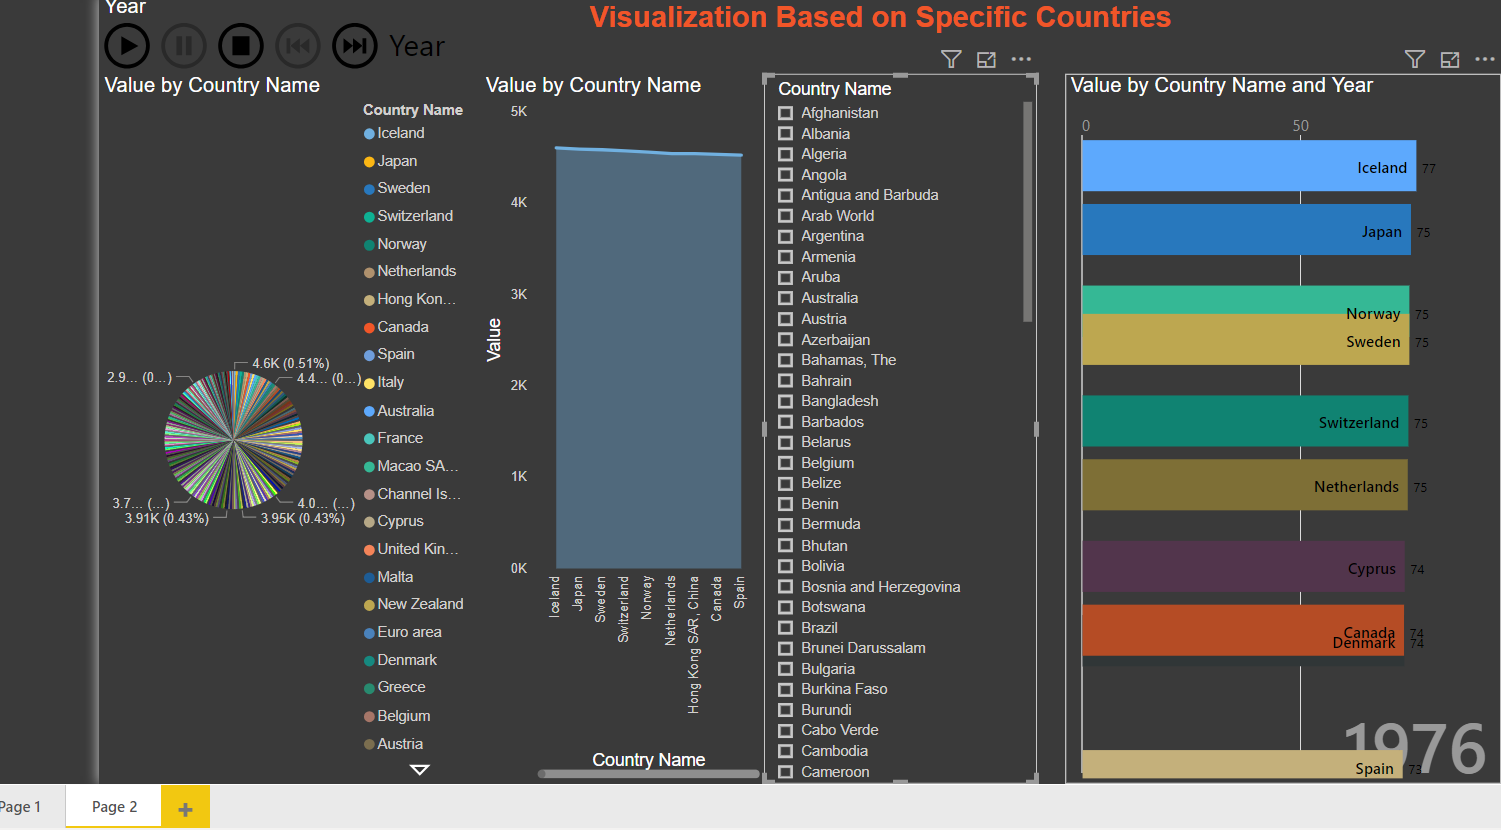 Year
Visualization Based on Specific Countries
Year
Value by Country Name
Country Name
Iceland
Japan
Sweden
Switzerland
Norway
Netherlands
Hong Kon...
Canada
Spain
Italy
Australia
France
Macao SA...
Channel Is...
Cyprus
United Kin...
Malta
New Zealand
Euro area
Denmark
Greece
Belgium
Austria
4.6K (0.51%)
2.9... (0...)
4.4... (0...)
3.7... (...)
4.0... (...)
3.91K (0.43%)
3.95K (0.43%)
Value by Country Name
5K
4K
3K
2K
1K
0K
Value
Iceland
Japan
Sweden
Switzerland
Norway
Netherlands
Hong Kong SAR, China
Canada
Spain
Country Name
Country Name
Afghanistan
Albania
Algeria
Angola
Antigua and Barbuda
Arab World
Argentina
Armenia
Aruba
Australia
Austria
Azerbaijan
Bahamas, The
Bahrain
Bangladesh
Barbados
Belarus
Belgium
Belize
Benin
Bermuda
Bhutan
Bolivia
Bosnia and Herzegovina
Botswana
Brazil
Brunei Darussalam
Bulgaria
Burkina Faso
Burundi
Cabo Verde
Cambodia
Cameroon
Value by Country Name and Year
0 50
Iceland 77
Japan 75
Norway 75
Sweden 75
Switzerland 75
Netherlands 75
Cyprus 74
Canada 74
Denmark 74
1976
Spain 73
Page 1 Page 2 +